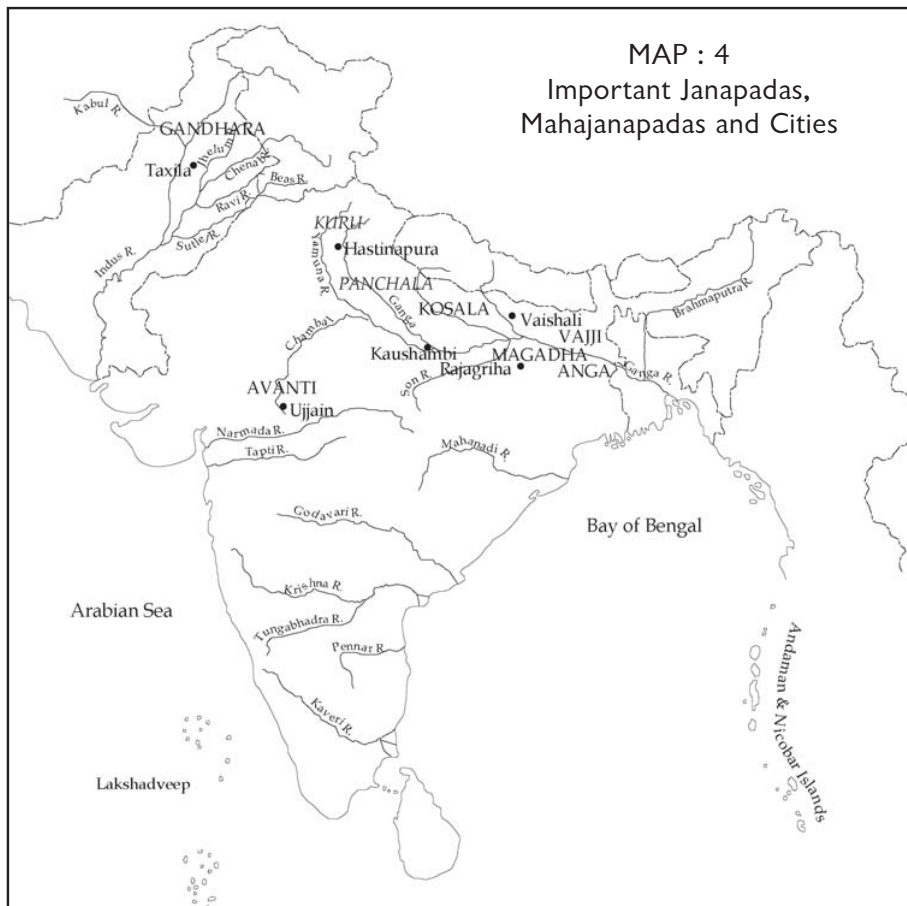 MAP : 4
Important Janapadas,
Mahajanapadas and Cities
Kabul R.
GANDHARA
Jhelum R.
Taxila
Chenab R.
Beas R.
Ravi R.
Sutlej R.
Indus R.
KURU
Hastinapura
Yamuna R.
PANCHALA
Ganga
KOSALA
Brahmaputra R.
Vaishali
Chambal
VAJJI
Kaushambi
MAGADHA
Rajagriha
ANGA
Ganga R.
Son R.
AVANTI
Ujjain
Narmada R.
Tapti R.
Mahanadi R.
Godavari R.
Bay of Bengal
Krishna R.
Arabian Sea
Tungabhadra R.
Pennar R.
Kaveri R.
Andaman & Nicobar Islands
Lakshadveep